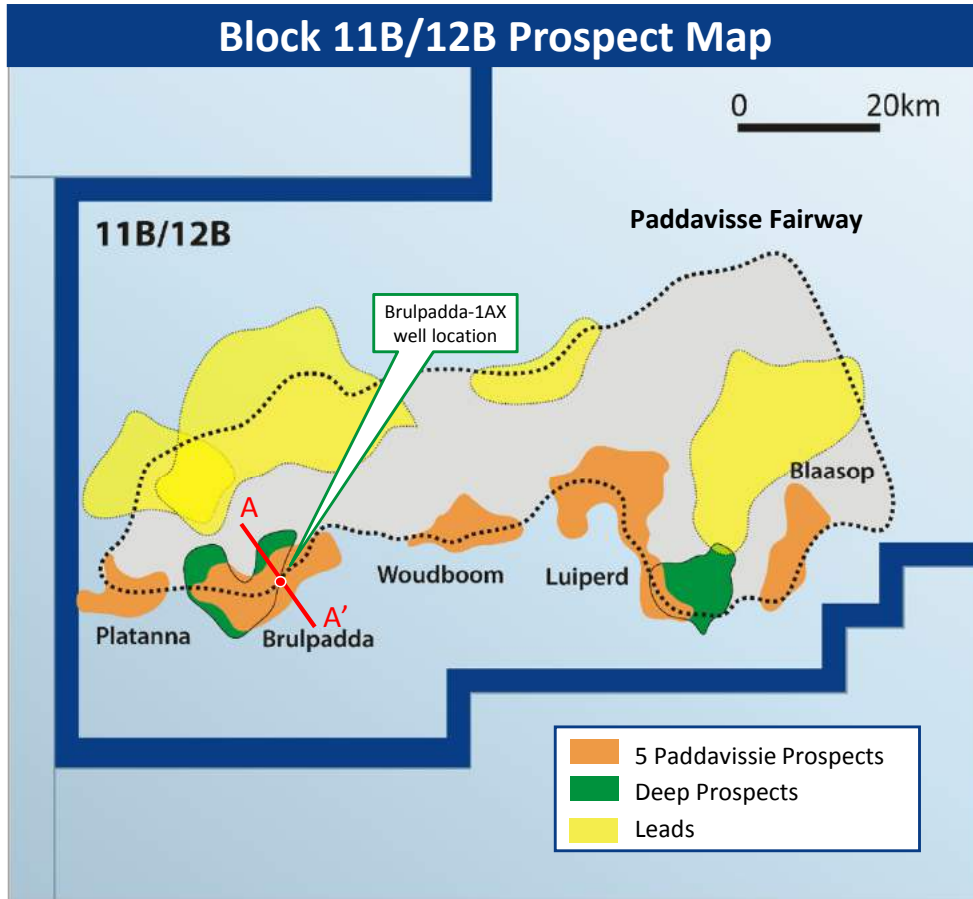 Block 11B/12B Prospect Map
0 20km
Paddavisse Fairway
11B/12B
Brulpadda-1AX
well location
Blaasop
A
Woudboom
Luiperd
A’
Platanna
Brulpadda
5 Paddavissie Prospects
Deep Prospects
Leads